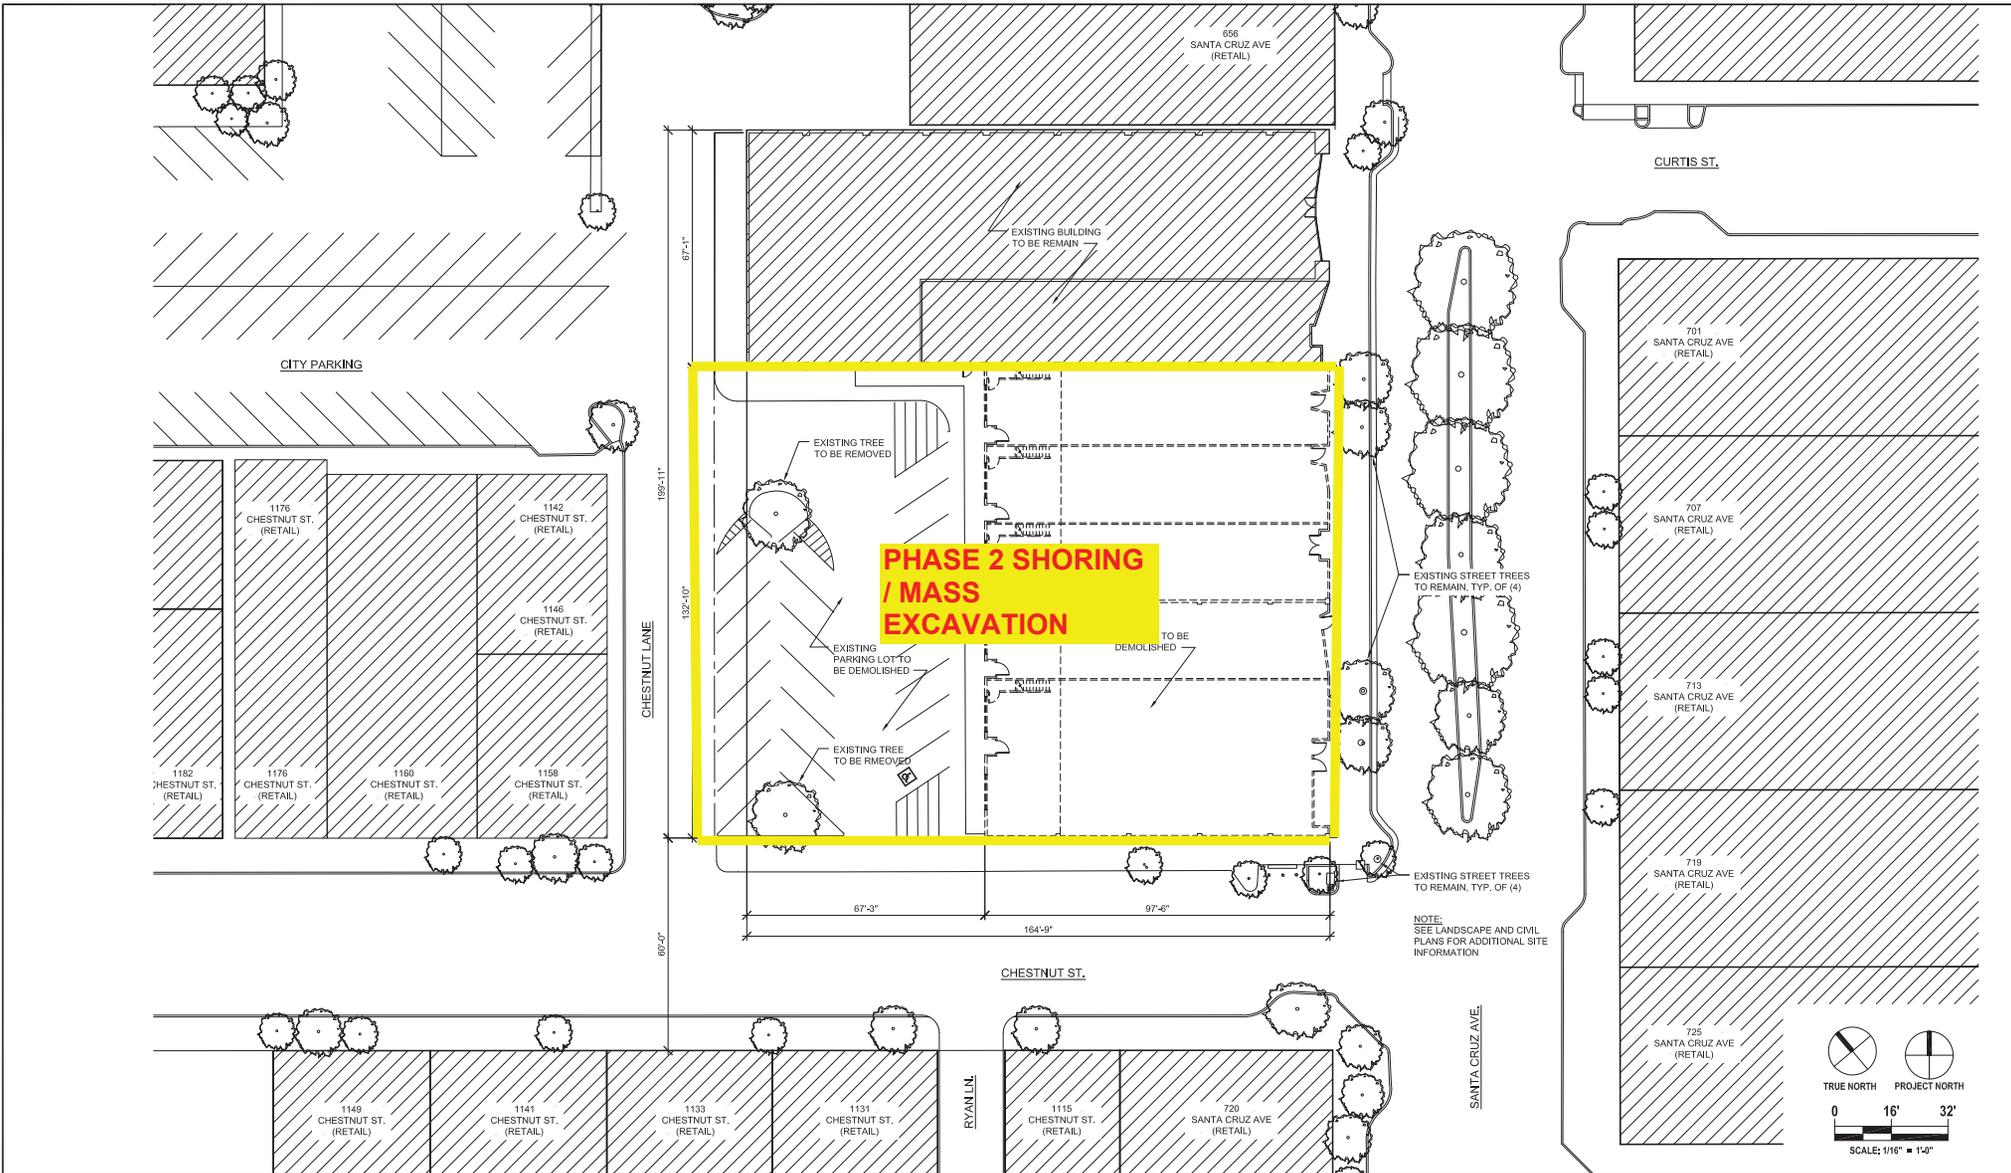 656
SANTA CRUZ AVE
(RETAIL)
CURTIS ST.
EXISTING BUILDING
TO BE REMAIN
67'-1"
CITY PARKING
701
SANTA CRUZ AVE
(RETAIL)
EXISTING TREE
TO BE REMOVED
199'-11"
132'-10"
1176
CHESTNUT ST.
(RETAIL)
1142
CHESTNUT ST.
(RETAIL)
707
SANTA CRUZ AVE
(RETAIL)
PHASE 2 SHORING
/ MASS
EXCAVATION
EXISTING STREET TREES
TO REMAIN, TYP. OF (4)
1146
CHESTNUT ST.
(RETAIL)
CHESTNUT LANE
EXISTING
PARKING LOT TO
BE DEMOLISHED
TO BE
DEMOLISHED
713
SANTA CRUZ AVE
(RETAIL)
EXISTING TREE
TO BE RMEOVED
1182
CHESTNUT ST.
(RETAIL)
1176
CHESTNUT ST.
(RETAIL)
1160
CHESTNUT ST.
(RETAIL)
1158
CHESTNUT ST.
(RETAIL)
719
SANTA CRUZ AVE
(RETAIL)
EXISTING STREET TREES
TO REMAIN, TYP. OF (4)
67'-3"
97'-6"
164'-9"
60'-0"
NOTE:
SEE LANDSCAPE AND CIVIL
PLANS FOR ADDITIONAL SITE
INFORMATION
CHESTNUT ST.
SANTA CRUZ AVE.
725
SANTA CRUZ AVE
(RETAIL)
RYAN LN.
1149
CHESTNUT ST.
(RETAIL)
1141
CHESTNUT ST.
(RETAIL)
1133
CHESTNUT ST.
(RETAIL)
1131
CHESTNUT ST.
(RETAIL)
1115
CHESTNUT ST.
(RETAIL)
720
SANTA CRUZ AVE
(RETAIL)
TRUE NORTH
PROJECT NORTH
0 16' 32'
SCALE: 1/16" = 1'-0"